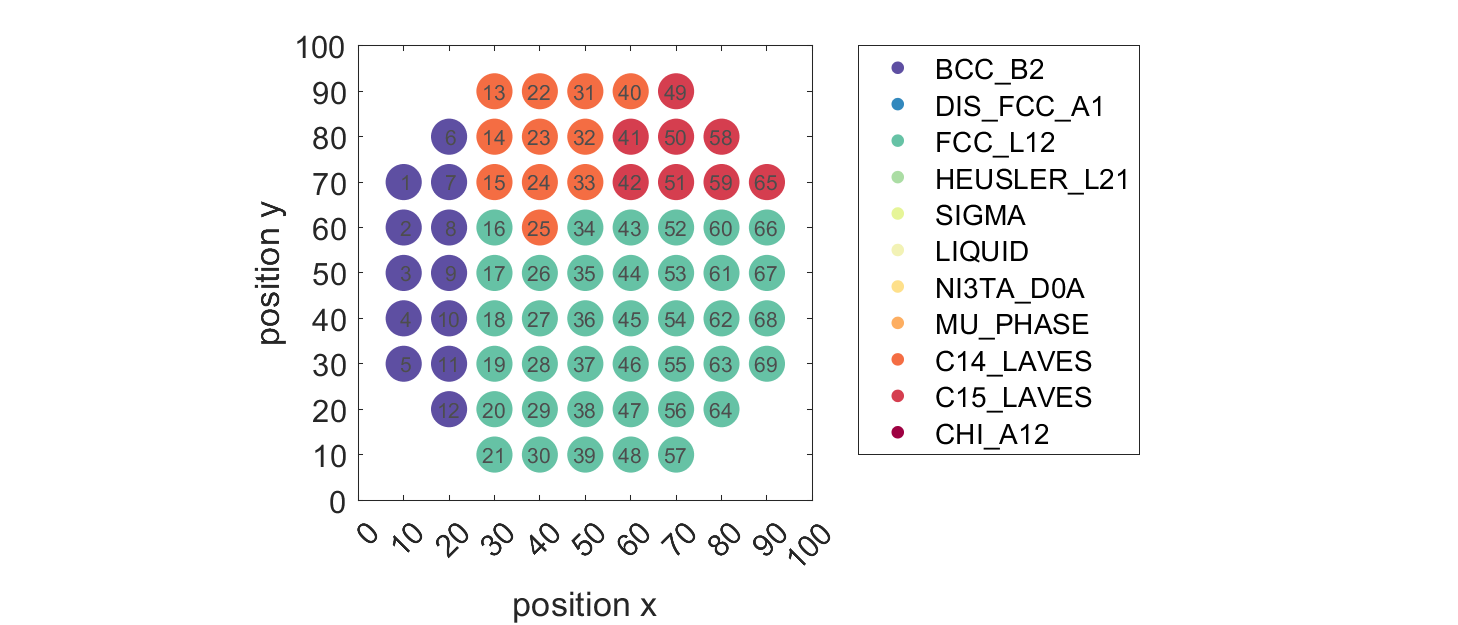 100
90
80
70
60
50
40
30
20
10
0
position y
13 22 31 40 49
6 14 23 32 41 50 58
1 7 15 24 33 42 51 59 65
2 8 16 25 34 43 52 60 66
3 9 17 26 35 44 53 61 67
4 10 18 27 36 45 54 62 68
5 11 19 28 37 46 55 63 69
12 20 29 38 47 56 64
21 30 39 48 57
0 10 20 30 40 50 60 70 80 90 100
position x
BCC_B2
DIS_FCC_A1
FCC_L12
HEUSLER_L21
SIGMA
LIQUID
NI3TA_D0A
MU_PHASE
C14_LAVES
C15_LAVES
CHI_A12